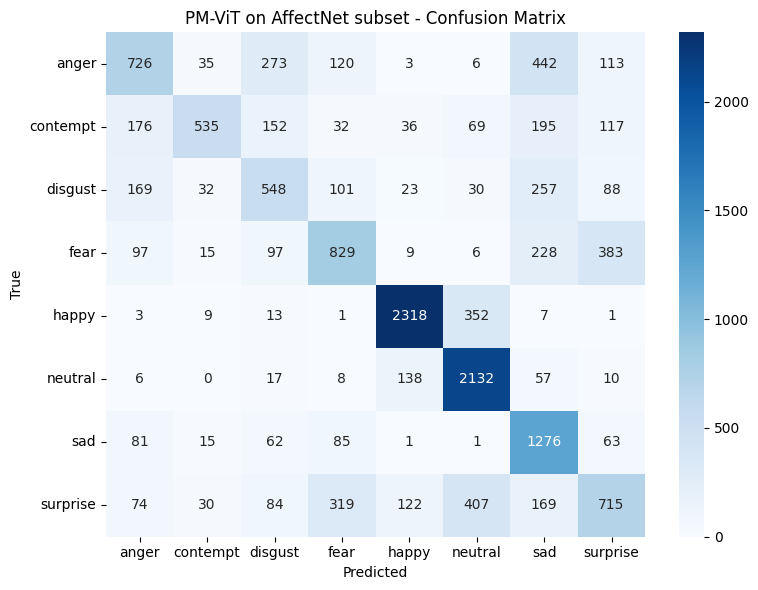 PM-ViT on AffectNet subset - Confusion Matrix
anger 726 35 273 120 3 6 442 113
contempt 176 535 152 32 36 69 195 117
disgust 169 32 548 101 23 30 257 88
fear 97 15 97 829 9 6 228 383
happy 3 9 13 1 2318 352 7 1
neutral 6 0 17 8 138 2132 57 10
sad 81 15 62 85 1 1 1276 63
surprise 74 30 84 319 122 407 169 715
anger contempt disgust fear happy neutral sad surprise
Predicted
True
2000
1500
1000
500
0